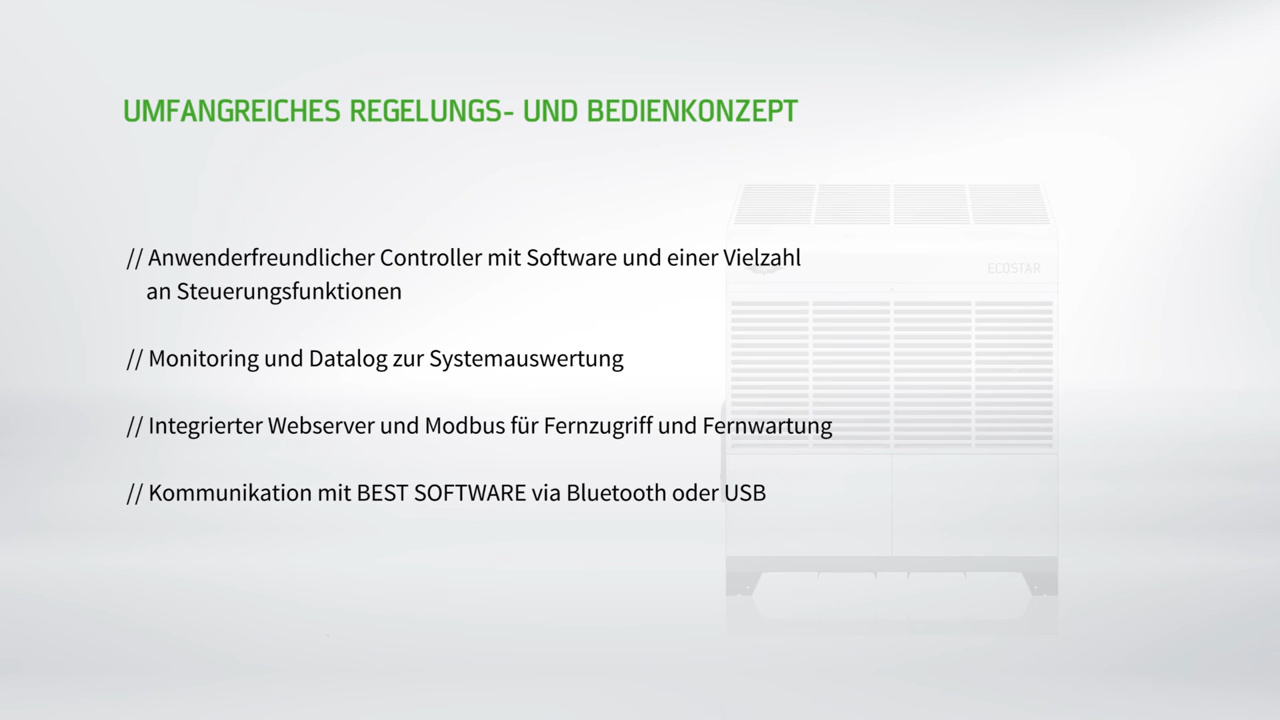 UMFANGREICHES REGELUNGS- UND BEDIENKONZEPT
// Anwenderfreundlicher Controller mit Software und einer Vielzahl
an Steuerungsfunktionen
ECOSTAR
// Monitoring und Datalog zur Systemauswertung
// Integrierter Webserver und Modbus für Fernzugriff und Fernwartung
// Kommunikation mit BEST SOFTWARE via Bluetooth oder USB